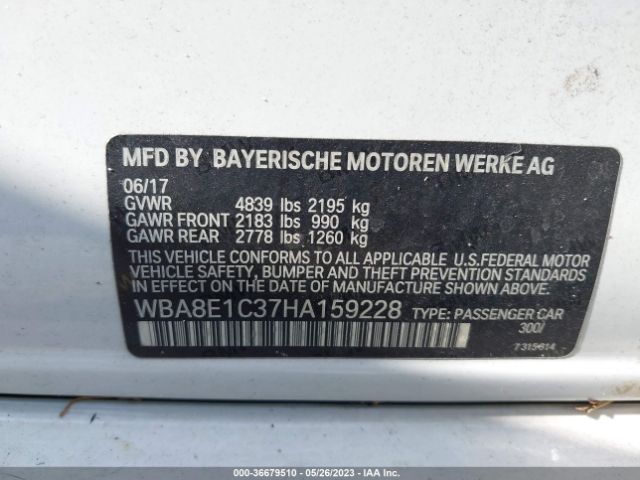 MFD BY BAYERISCHE MOTOREN WERKE AG
06/17
GVWR 4839 lbs 2195 kg
GAWR FRONT 2183 lbs 990 kg
GAWR REAR 2778 lbs 1260 kg
THIS VEHICLE CONFORMS TO ALL APPLICABLE U.S.FEDERAL MOTOR
VEHICLE SAFETY, BUMPER AND THEFT PREVENTION STANDARDS
IN EFFECT ON THE DATE OF MANUFACTURE SHOWN ABOVE.
WBA8E1C37HA159228 TYPE: PASSENGER CAR
300/
7315614
000-36679510 - 05/26/2023 - IAA Inc.